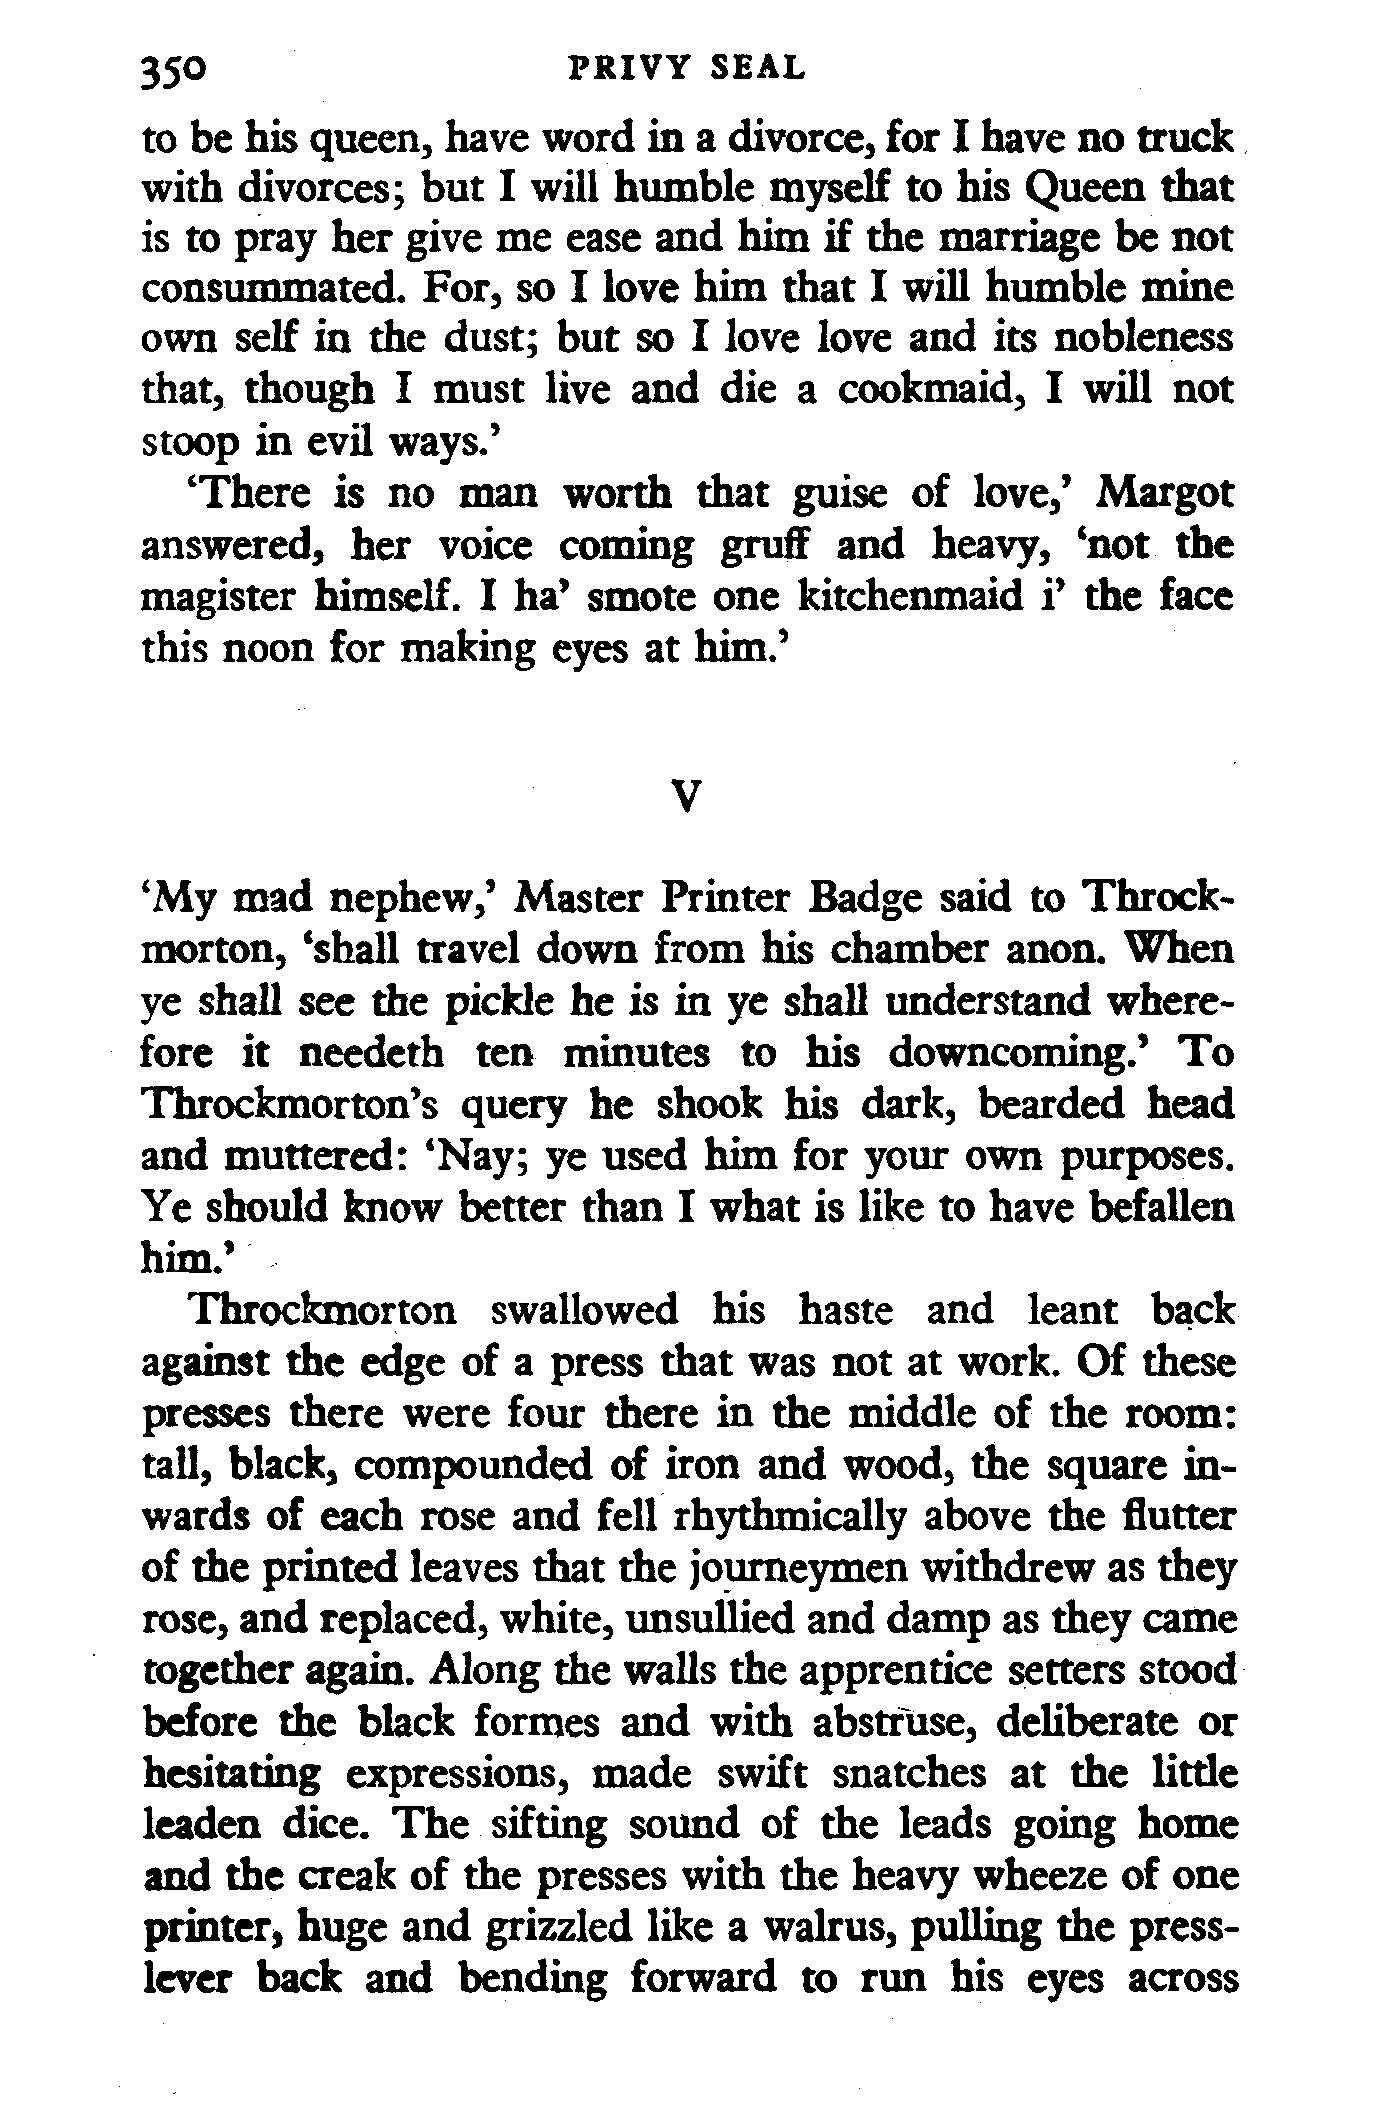 350 PRIVY SEAL
to be his queen, have word in a divorce, for I have no truck
with divorces; but I will humble myself to his Queen that
is to pray her give me ease and him if the marriage be not
consummated. For, so I love him that I will humble mine
own self in the dust; but so I love love and its nobleness
that, though I must live and die a cookmaid, I will not
stoop in evil ways.’
‘There is no man worth that guise of love,’ Margot
answered, her voice coming gruff and heavy, ‘not the
magister himself. I ha’ smote one kitchenmaid i’ the face
this noon for making eyes at him.’
V
‘My mad nephew,’ Master Printer Badge said to Throck-
morton, ‘shall travel down from his chamber anon. When
ye shall see the pickle he is in ye shall understand where-
fore it needeth ten minutes to his downcoming.’ To
Throckmorton’s query he shook his dark, bearded head
and muttered: ‘Nay; ye used him for your own purposes.
Ye should know better than I what is like to have befallen
him.’
Throckmorton swallowed his haste and leant back
against the edge of a press that was not at work. Of these
presses there were four there in the middle of the room:
tall, black, compounded of iron and wood, the square in-
wards of each rose and fell rhythmically above the flutter
of the printed leaves that the journeymen withdrew as they
rose, and replaced, white, unsullied and damp as they came
together again. Along the walls the apprentice setters stood
before the black formes and with abstruse, deliberate or
hesitating expressions, made swift snatches at the little
leaden dice. The sifting sound of the leads going home
and the creak of the presses with the heavy wheeze of one
printer, huge and grizzled like a walrus, pulling the press-
lever back and bending forward to run his eyes across